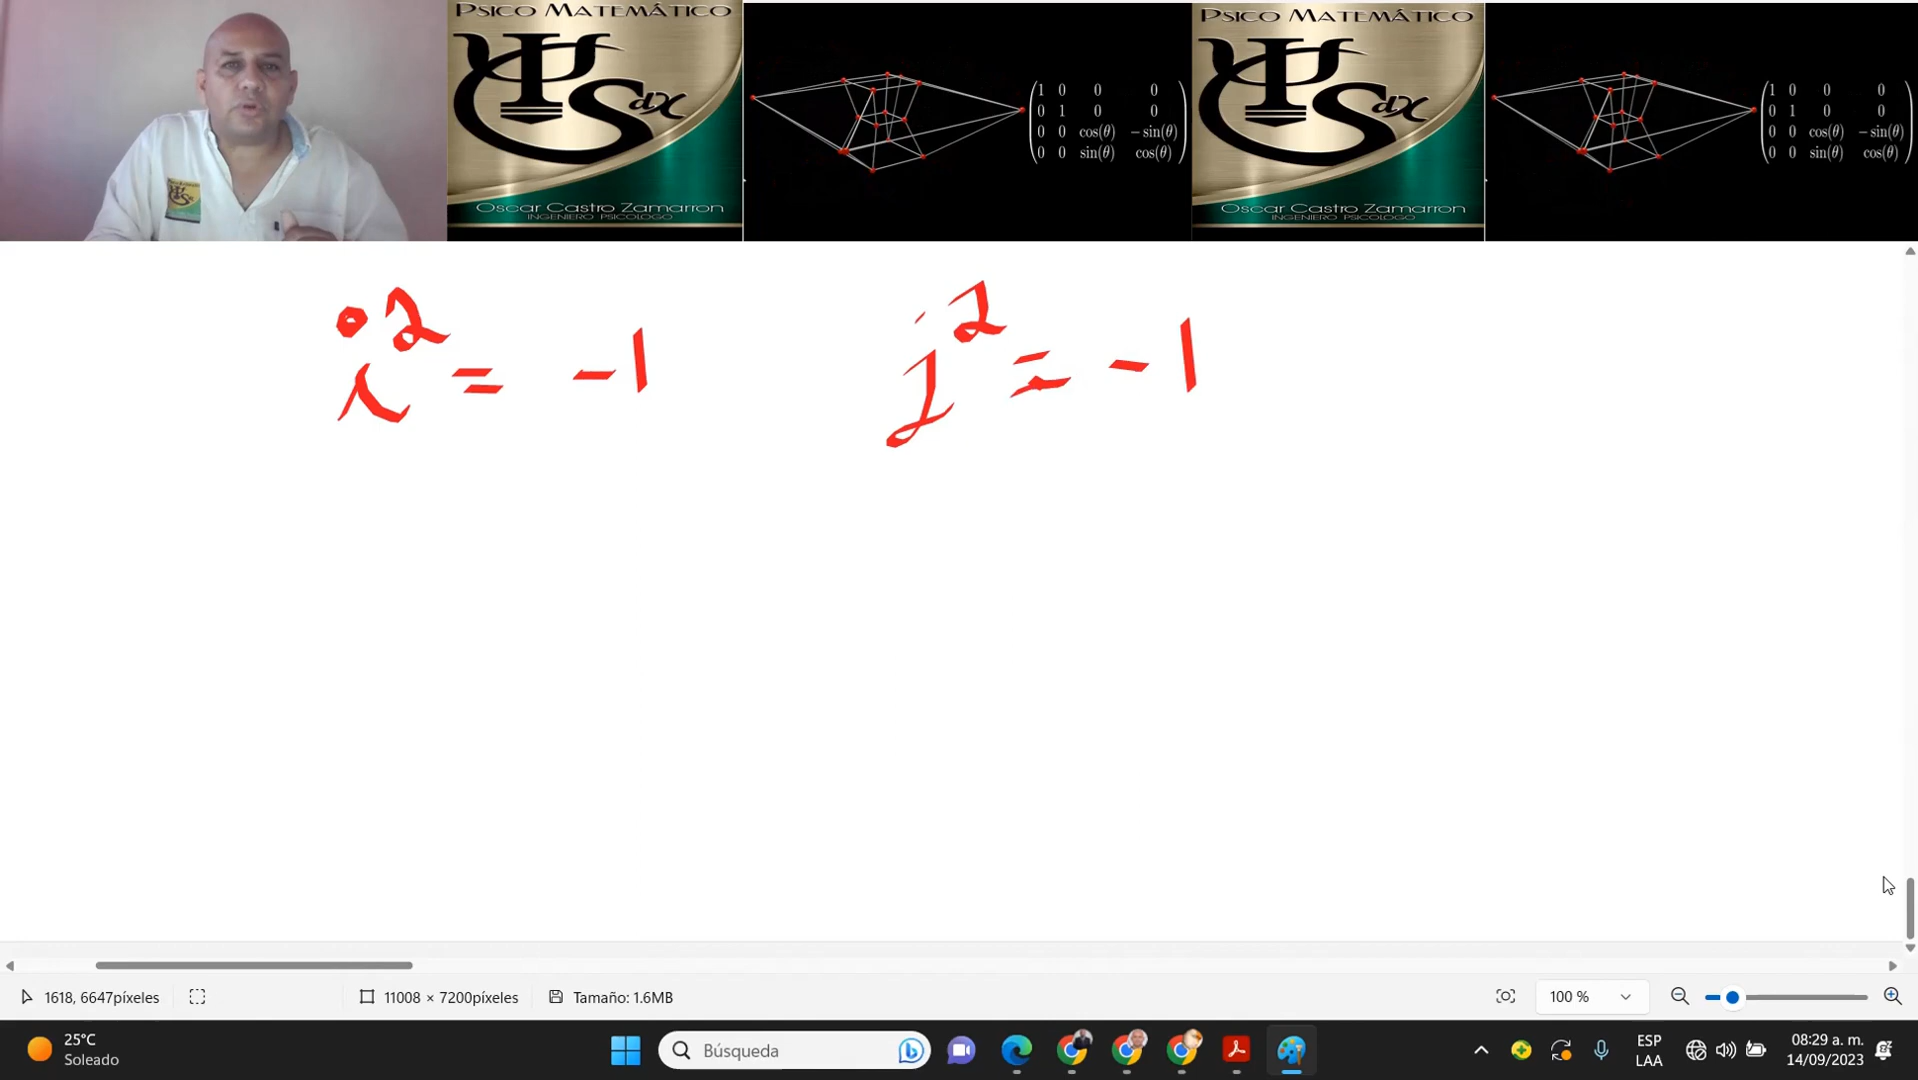 PSICO MATEMÁTICO
dx
Oscar Castro Zamarron
INGENIERO PSICOLOGO
1 0 0 0
0 1 0 0
0 0 cos(θ) −sin(θ)
0 0 sin(θ) cos(θ)
PSICO MATEMÁTICO
dx
Oscar Castro Zamarron
INGENIERO PSICOLOGO
1 0 0 0
0 1 0 0
0 0 cos(θ) −sin(θ)
0 0 sin(θ) cos(θ)
i² = -1
j² = -1
1618, 6647píxeles
11008 × 7200píxeles
Tamaño: 1.6MB
100 %
25°C
Soleado
Búsqueda
ESP
LAA
08:29 a. m.
14/09/2023